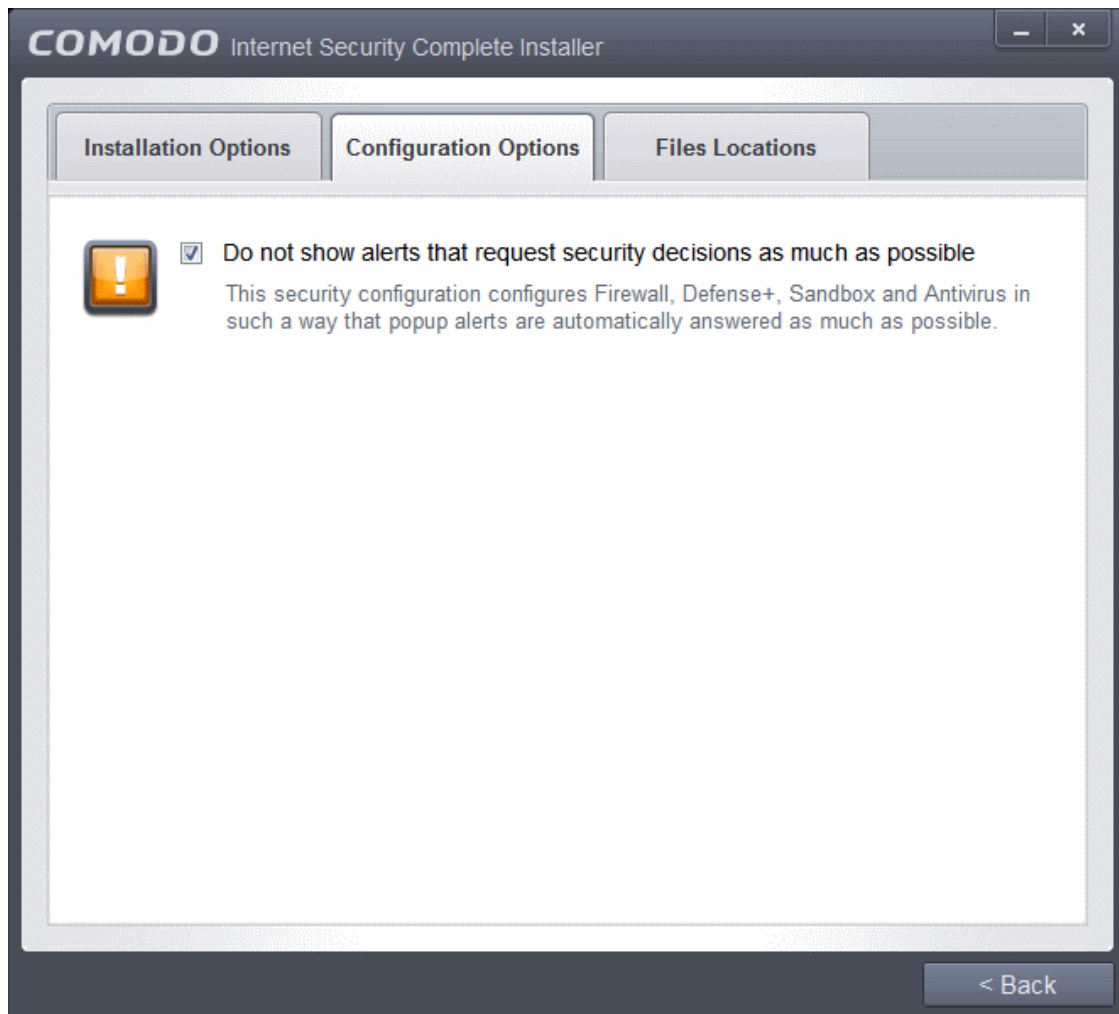 COMODO Internet Security Complete Installer
Installation Options
Configuration Options
Files Locations
Do not show alerts that request security decisions as much as possible
This security configuration configures Firewall, Defense+, Sandbox and Antivirus in
such a way that popup alerts are automatically answered as much as possible.
< Back